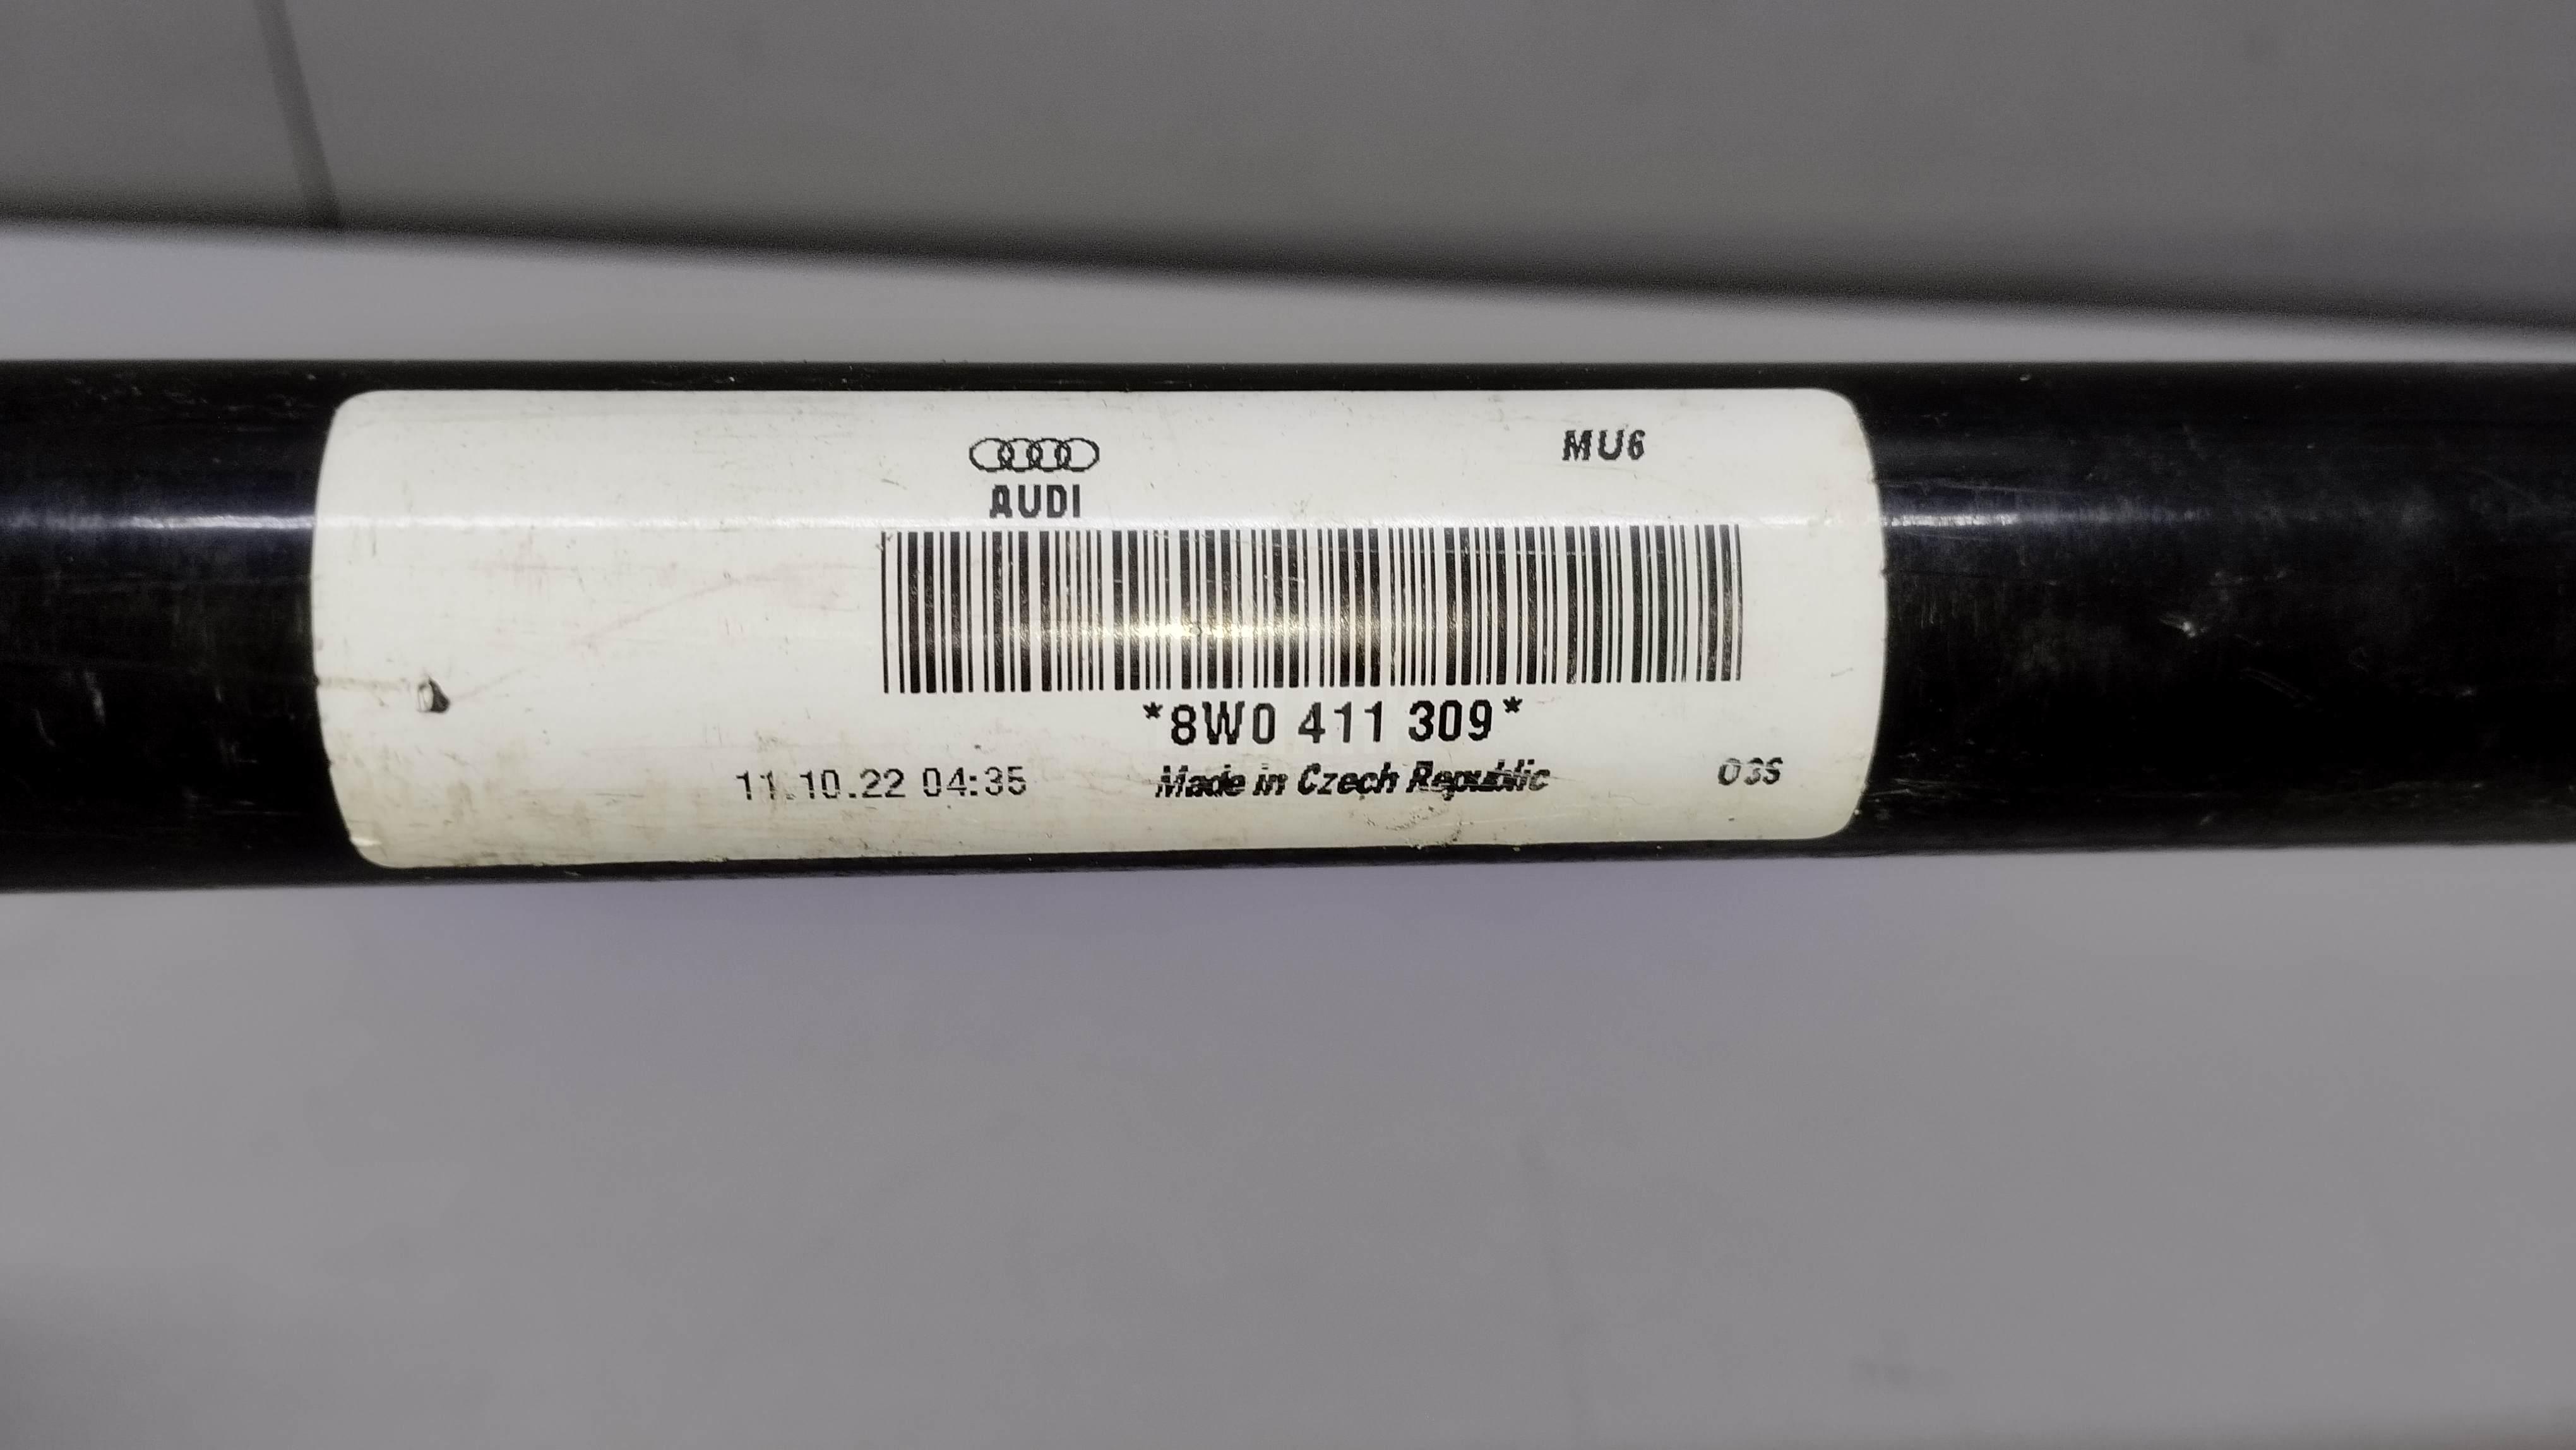 MU6
AUDI
*8W0 411 309*
11.10.22 04:35 Made in Czech Republic 03S